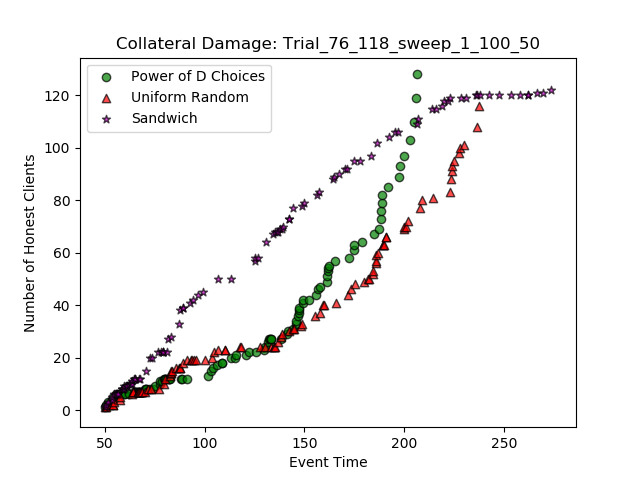 Collateral Damage: Trial_76_118_sweep_1_100_50
Power of D Choices
Uniform Random
Sandwich
Number of Honest Clients
120
100
80
60
40
20
0
50
100
150
200
250
Event Time